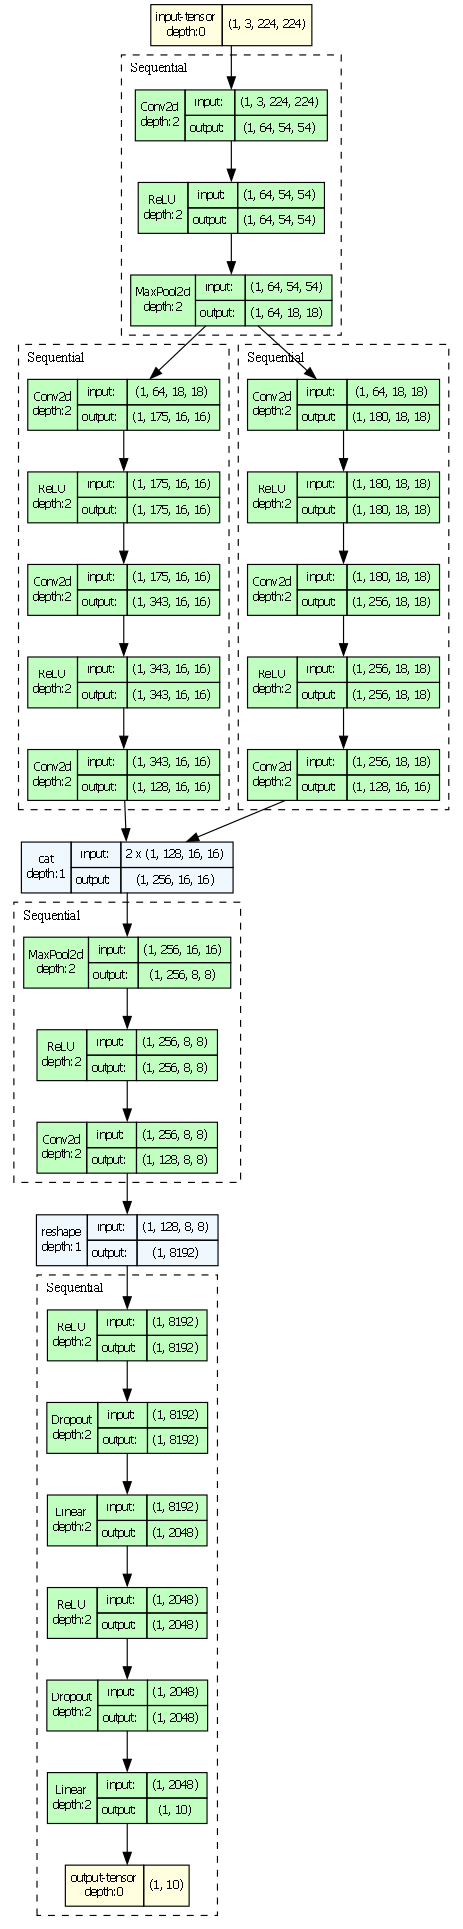 input-tensor
depth:0
(1, 3, 224, 224)
Sequential
Conv2d
depth:2
input:
(1, 3, 224, 224)
output:
(1, 64, 54, 54)
ReLU
depth:2
input:
(1, 64, 54, 54)
output:
(1, 64, 54, 54)
MaxPool2d
depth:2
input:
(1, 64, 54, 54)
output:
(1, 64, 18, 18)
Sequential
Conv2d
depth:2
input:
(1, 64, 18, 18)
output:
(1, 175, 16, 16)
ReLU
depth:2
input:
(1, 175, 16, 16)
output:
(1, 175, 16, 16)
Conv2d
depth:2
input:
(1, 175, 16, 16)
output:
(1, 343, 16, 16)
ReLU
depth:2
input:
(1, 343, 16, 16)
output:
(1, 343, 16, 16)
Conv2d
depth:2
input:
(1, 343, 16, 16)
output:
(1, 128, 16, 16)
Sequential
Conv2d
depth:2
input:
(1, 64, 18, 18)
output:
(1, 180, 18, 18)
ReLU
depth:2
input:
(1, 180, 18, 18)
output:
(1, 180, 18, 18)
Conv2d
depth:2
input:
(1, 180, 18, 18)
output:
(1, 256, 18, 18)
ReLU
depth:2
input:
(1, 256, 18, 18)
output:
(1, 256, 18, 18)
Conv2d
depth:2
input:
(1, 256, 18, 18)
output:
(1, 128, 16, 16)
cat
depth:1
input:
2 x (1, 128, 16, 16)
output:
(1, 256, 16, 16)
Sequential
MaxPool2d
depth:2
input:
(1, 256, 16, 16)
output:
(1, 256, 8, 8)
ReLU
depth:2
input:
(1, 256, 8, 8)
output:
(1, 256, 8, 8)
Conv2d
depth:2
input:
(1, 256, 8, 8)
output:
(1, 128, 8, 8)
reshape
depth:1
input:
(1, 128, 8, 8)
output:
(1, 8192)
Sequential
ReLU
depth:2
input:
(1, 8192)
output:
(1, 8192)
Dropout
depth:2
input:
(1, 8192)
output:
(1, 8192)
Linear
depth:2
input:
(1, 8192)
output:
(1, 2048)
ReLU
depth:2
input:
(1, 2048)
output:
(1, 2048)
Dropout
depth:2
input:
(1, 2048)
output:
(1, 2048)
Linear
depth:2
input:
(1, 2048)
output:
(1, 10)
output-tensor
depth:0
(1, 10)